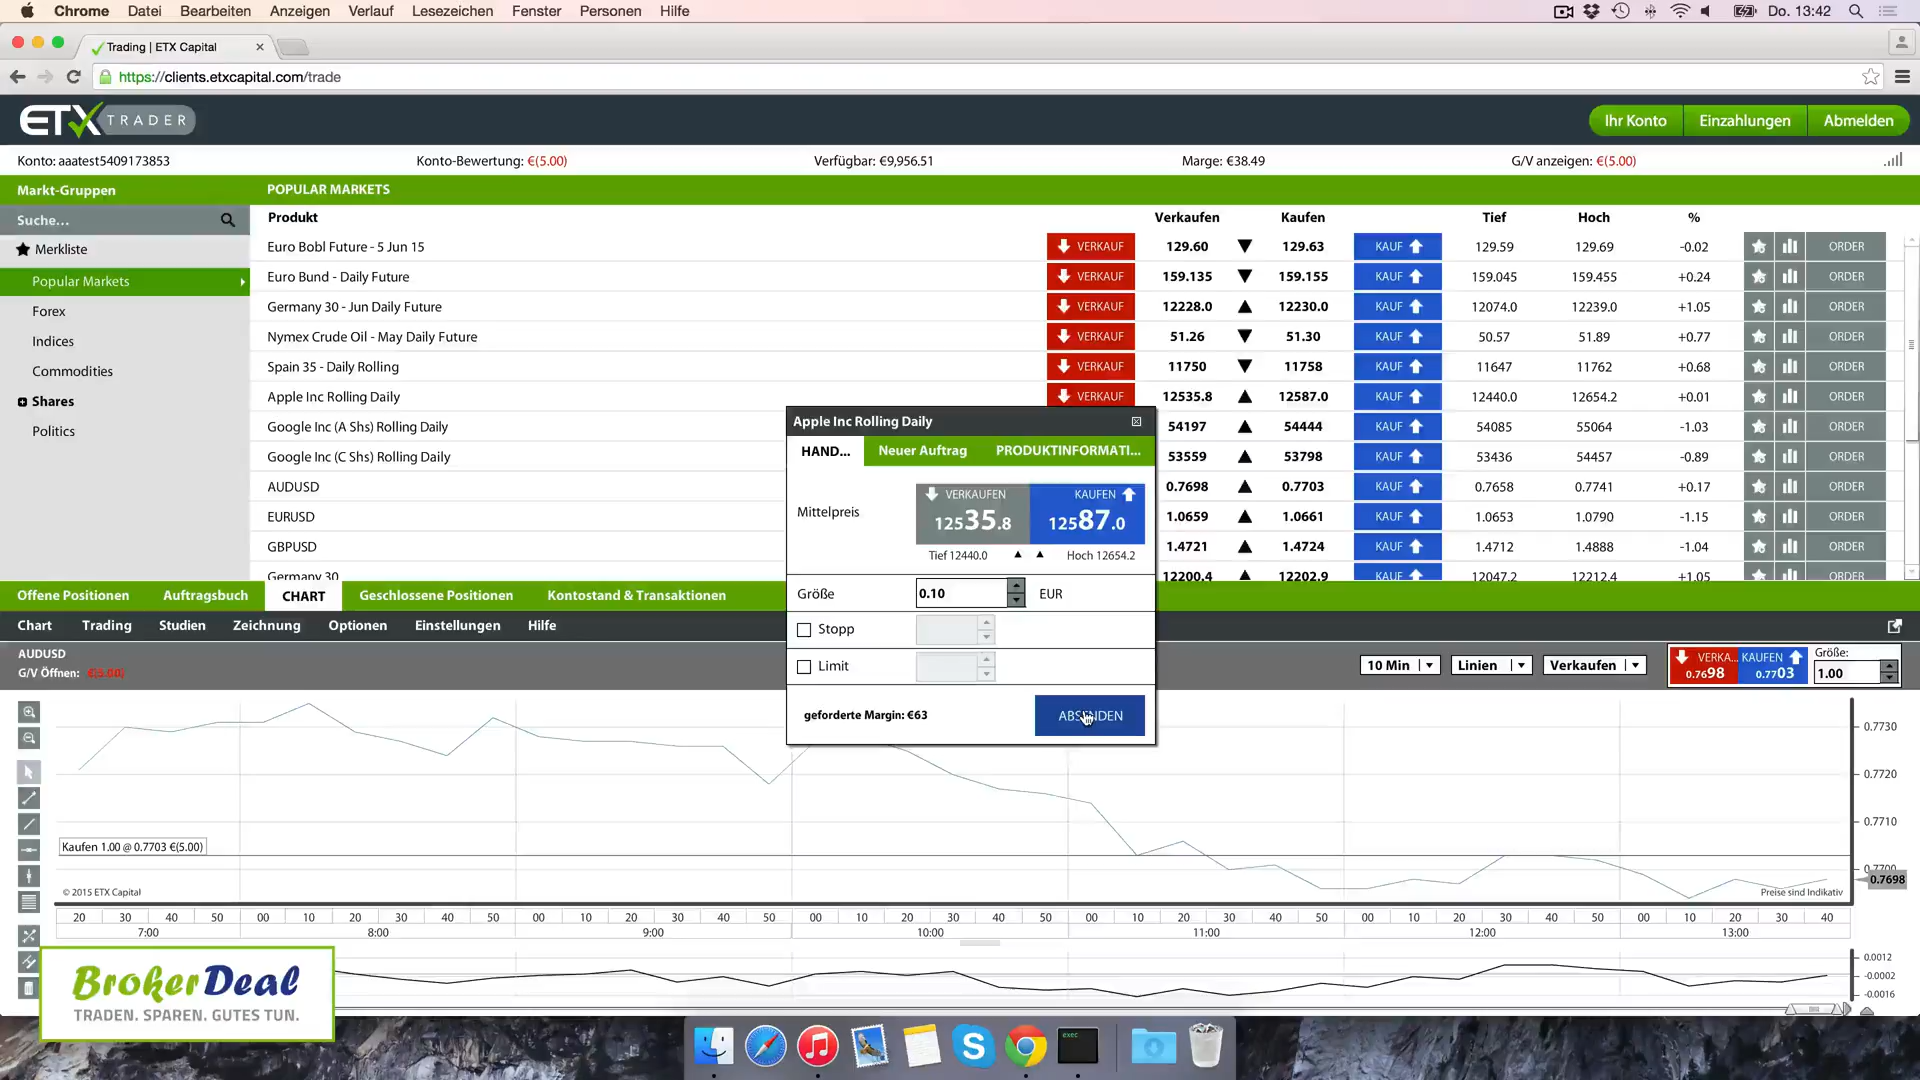 Chrome Datei Bearbeiten Anzeigen Verlauf Lesezeichen Fenster Personen Hilfe Do. 13:42
Trading | ETX Capital
https://clients.etxcapital.com/trade
ETX TRADER Ihr Konto Einzahlungen Abmelden
Konto: aaatest5409173853 Konto-Bewertung: €(5.00) Verfügbar: €9,956.51 Marge: €38.49 G/V anzeigen: €(5.00)
Markt-Gruppen POPULAR MARKETS
Suche... Produkt Verkaufen Kaufen Tief Hoch %
Merkliste Euro Bobl Future - 5 Jun 15 VERKAUF 129.60 129.63 KAUF 129.59 129.69 -0.02 ORDER
Popular Markets Euro Bund - Daily Future VERKAUF 159.135 159.155 KAUF 159.045 159.455 +0.24 ORDER
Forex Germany 30 - Jun Daily Future VERKAUF 12228.0 12230.0 KAUF 12074.0 12239.0 +1.05 ORDER
Indices Nymex Crude Oil - May Daily Future VERKAUF 51.26 51.30 KAUF 50.57 51.89 +0.77 ORDER
Commodities Spain 35 - Daily Rolling VERKAUF 11750 11758 KAUF 11647 11762 +0.68 ORDER
Shares Apple Inc Rolling Daily VERKAUF 12535.8 12587.0 KAUF 12440.0 12654.2 +0.01 ORDER
Politics Google Inc (A Shs) Rolling Daily 54197 54444 KAUF 54085 55064 -1.03 ORDER
Google Inc (C Shs) Rolling Daily 53559 53798 KAUF 53436 54457 -0.89 ORDER
AUDUSD 0.7698 0.7703 KAUF 0.7658 0.7741 +0.17 ORDER
EURUSD 1.0659 1.0661 KAUF 1.0653 1.0790 -1.15 ORDER
GBPUSD 1.4721 1.4724 KAUF 1.4712 1.4888 -1.04 ORDER
Germany 30 12200.4 12202.9 KAUF 12047.2 12212.4 +1.05 ORDER
Apple Inc Rolling Daily
HAND... Neuer Auftrag PRODUKTINFORMATI...
VERKAUFEN KAUFEN
Mittelpreis 12535.8 12587.0
Tief 12440.0 Hoch 12654.2
Größe 0.10 EUR
Stopp
Limit
geforderte Margin: €63 ABSENDEN
Offene Positionen Auftragsbuch CHART Geschlossene Positionen Kontostand & Transaktionen
Chart Trading Studien Zeichnung Optionen Einstellungen Hilfe
AUDUSD
G/V Öffnen: €(5.00)
10 Min Linien Verkaufen VERKA... 0.7698 KAUFEN 0.7703 Größe: 1.00
0.7730
0.7720
0.7710
Kaufen 1.00 @ 0.7703 €(5.00)
0.7700
0.7698
© 2015 ETX Capital Preise sind Indikativ
20 30 40 50 00 10 20 30 40 50 00 10 20 30 40 50 00 10 20 30 40 50 00 10 20 30 40 50 00 10 20 30 40 50 00 10 20 30 40
7:00 8:00 9:00 10:00 11:00 12:00 13:00
0.0012
-0.0002
-0.0016
BrokerDeal
TRADEN. SPAREN. GUTES TUN.
exec